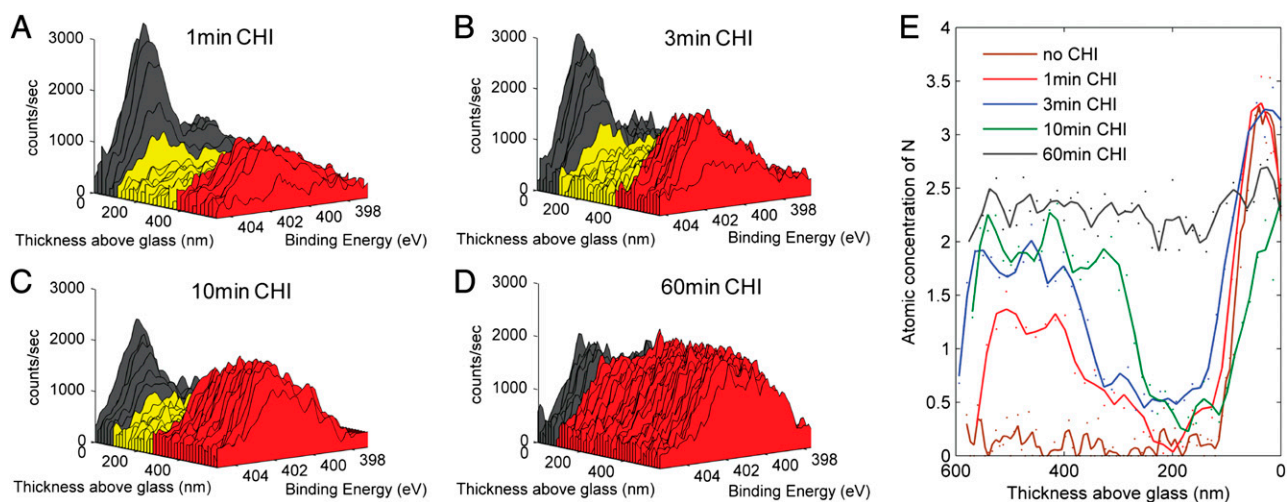 A
1min CHI
3000
2000
1000
0
counts/sec
0
200
400
Thickness above glass (nm)
404
402
400
398
Binding Energy (eV)
B
3min CHI
3000
2000
1000
0
counts/sec
0
200
400
Thickness above glass (nm)
404
402
400
398
Binding Energy (eV)
C
10min CHI
3000
2000
1000
0
counts/sec
0
200
400
Thickness above glass (nm)
404
402
400
398
Binding Energy (eV)
D
60min CHI
3000
2000
1000
0
counts/sec
0
200
400
Thickness above glass (nm)
404
402
400
398
Binding Energy (eV)
E
no CHI
1min CHI
3min CHI
10min CHI
60min CHI
4
3.5
3
2.5
2
1.5
1
0.5
0
Atomic concentration of N
600
400
200
0
Thickness above glass (nm)